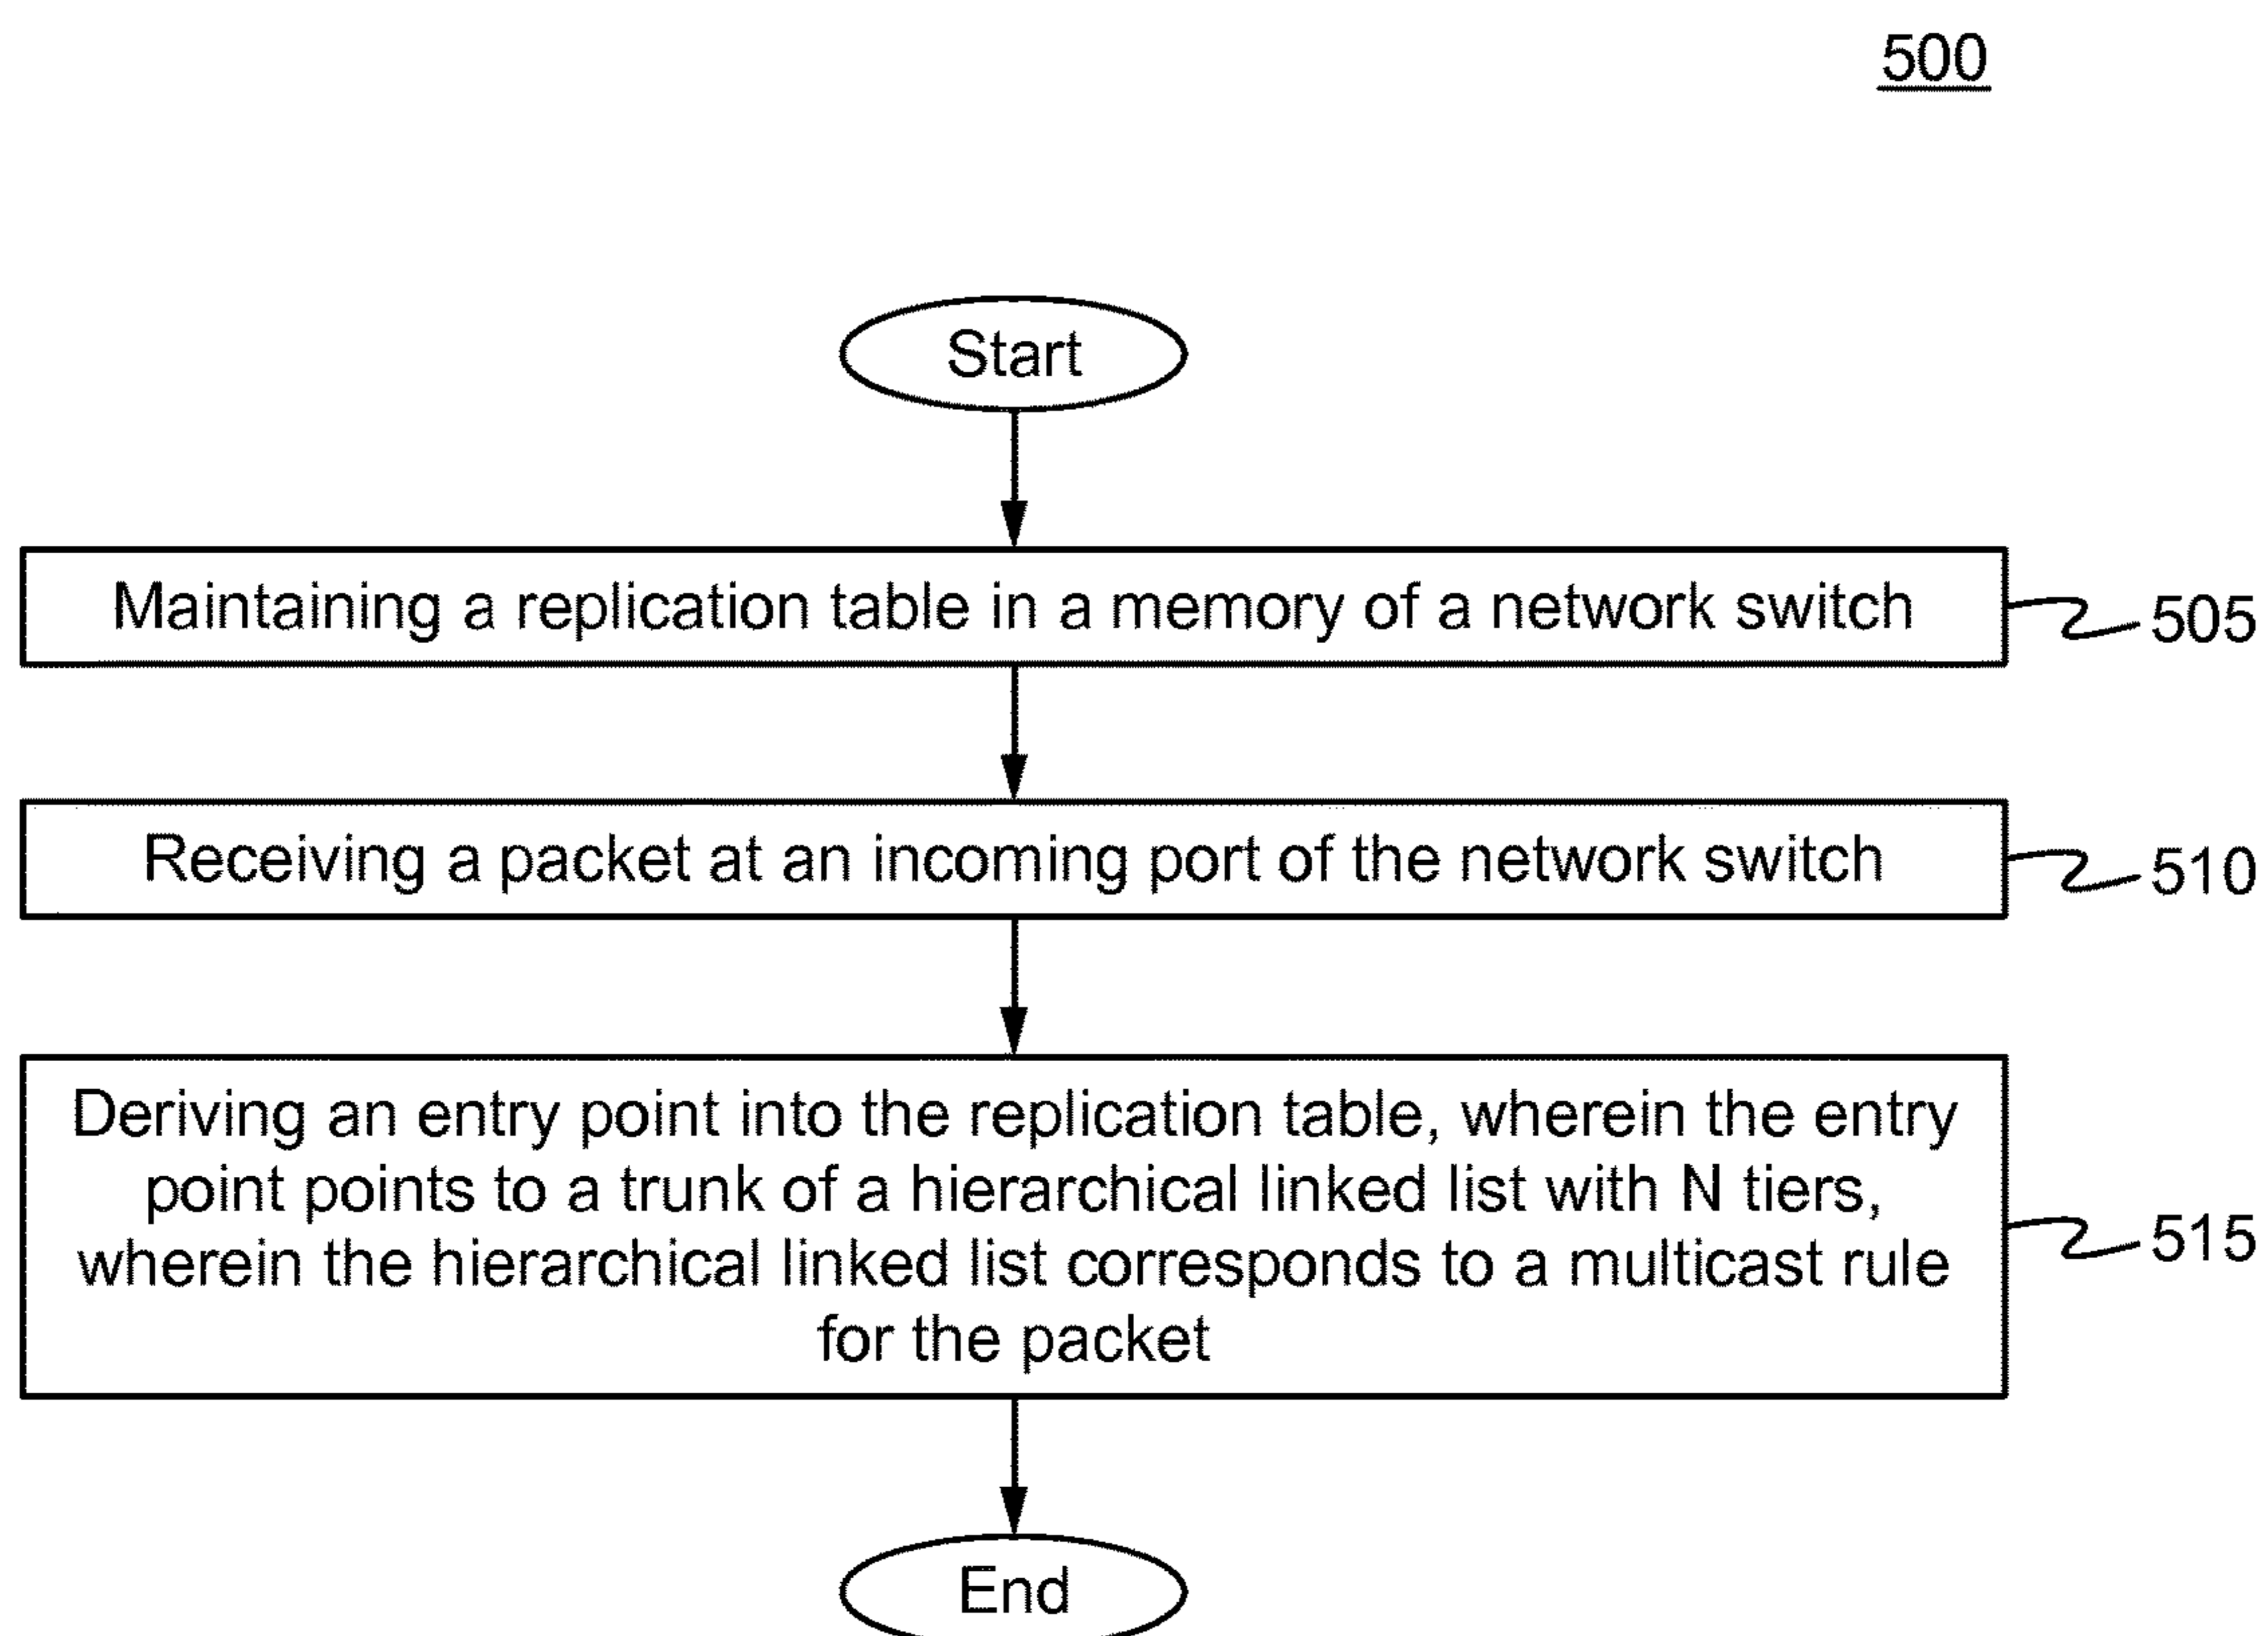 500
Start
Maintaining a replication table in a memory of a network switch
505
Receiving a packet at an incoming port of the network switch
510
Deriving an entry point into the replication table, wherein the entry
point points to a trunk of a hierarchical linked list with N tiers,
wherein the hierarchical linked list corresponds to a multicast rule
for the packet
515
End